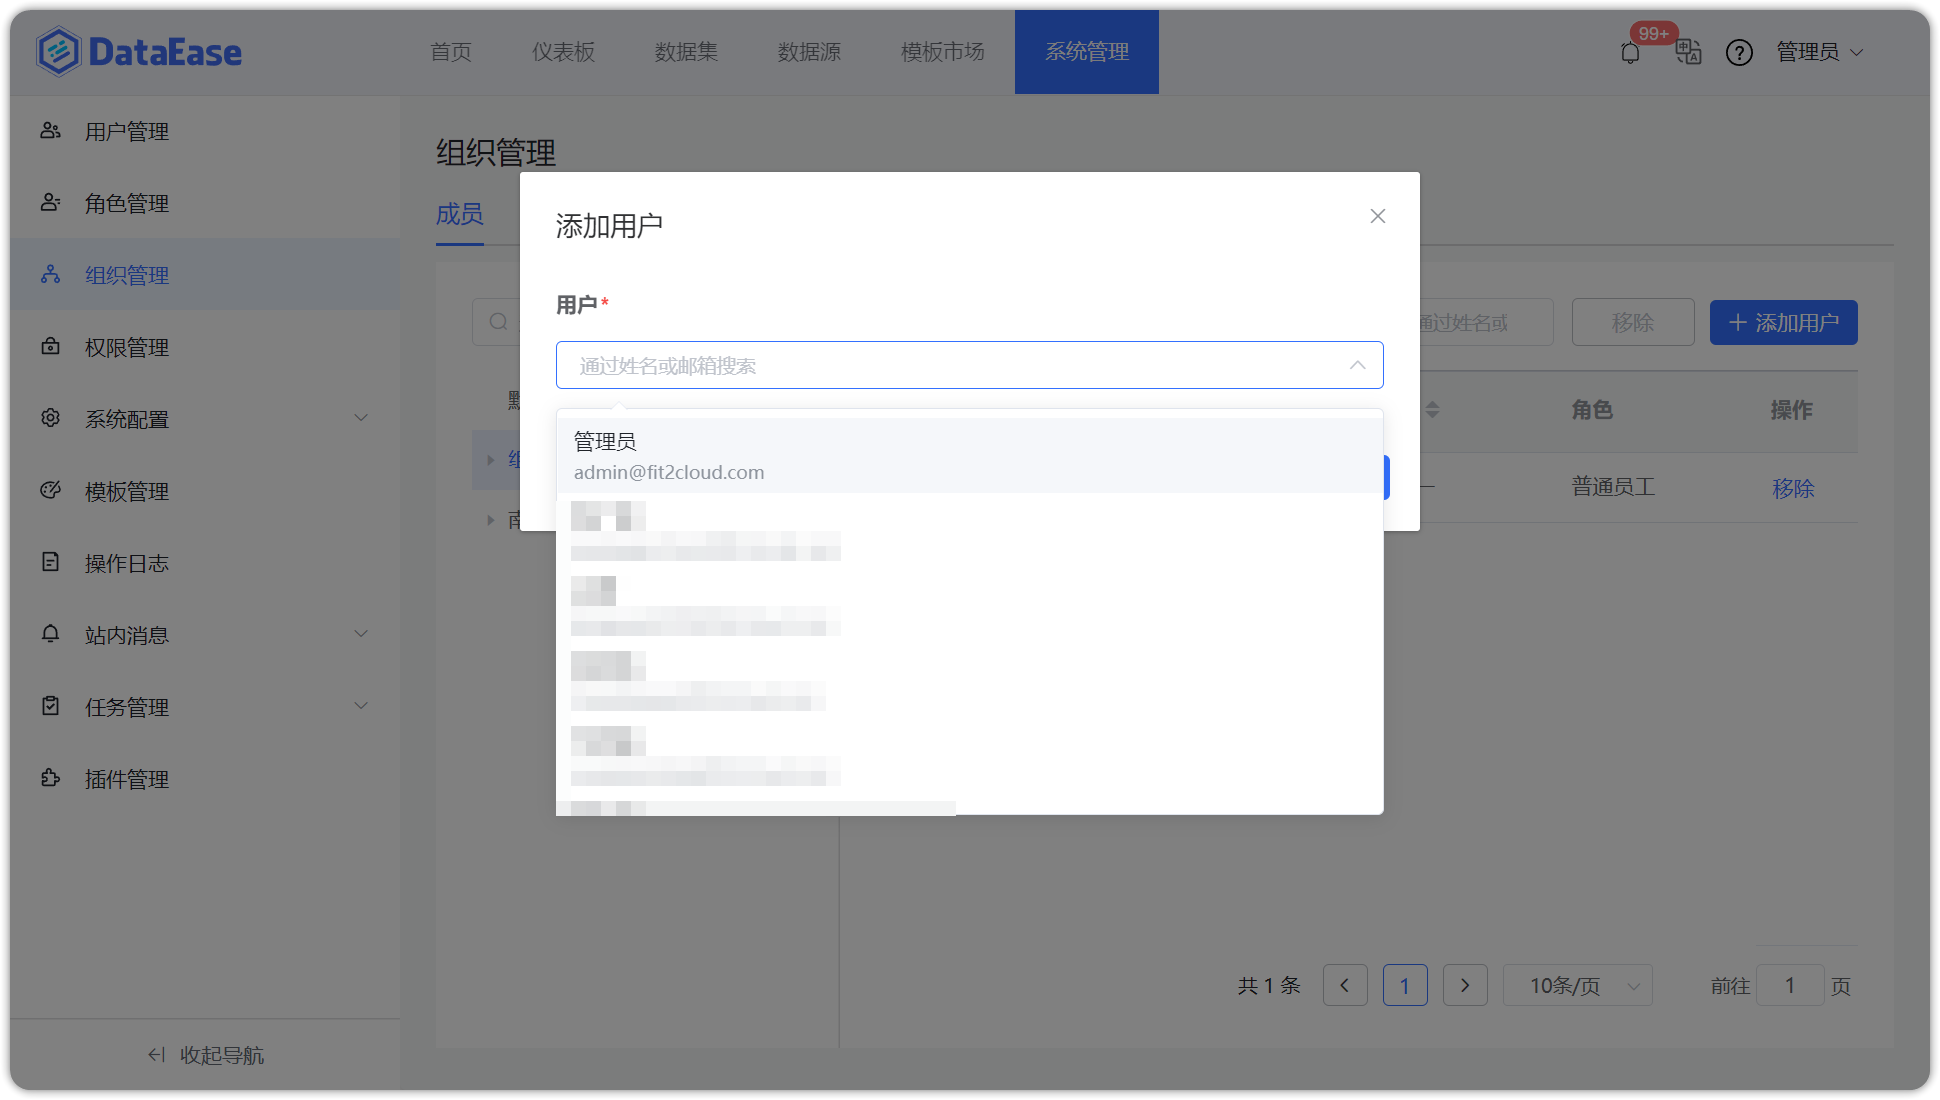 DataEase
首页
仪表板
数据集
数据源
模板市场
系统管理
99+
管理员
用户管理
角色管理
组织管理
权限管理
系统配置
模板管理
操作日志
站内消息
任务管理
插件管理
收起导航
组织管理
成员
添加用户
用户*
通过姓名或邮箱搜索
管理员
admin@fit2cloud.com
通过姓名或
移除
添加用户
角色
操作
普通员工
移除
共 1 条
1
10条/页
前往
1
页